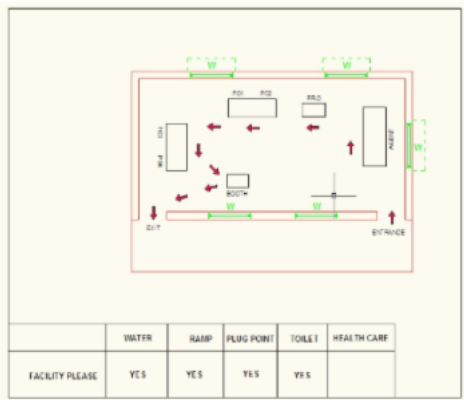 W
W
PO1 PO2
PRO
W
BOOTH
W
W
EXIT
ENTRANCE
WATER RAMP PLUG POINT TOILET HEALTH CARE
FACILITY PLEASE YES YES YES YES